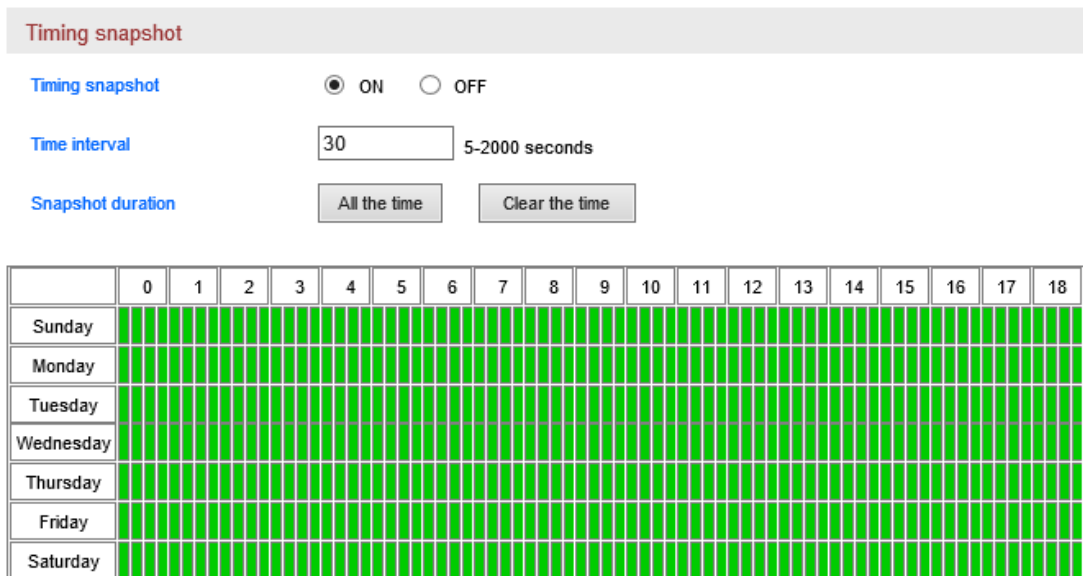 Timing snapshot
Timing snapshot ON OFF
Time interval 30 5-2000 seconds
Snapshot duration All the time Clear the time
0 1 2 3 4 5 6 7 8 9 10 11 12 13 14 15 16 17 18
Sunday
Monday
Tuesday
Wednesday
Thursday
Friday
Saturday